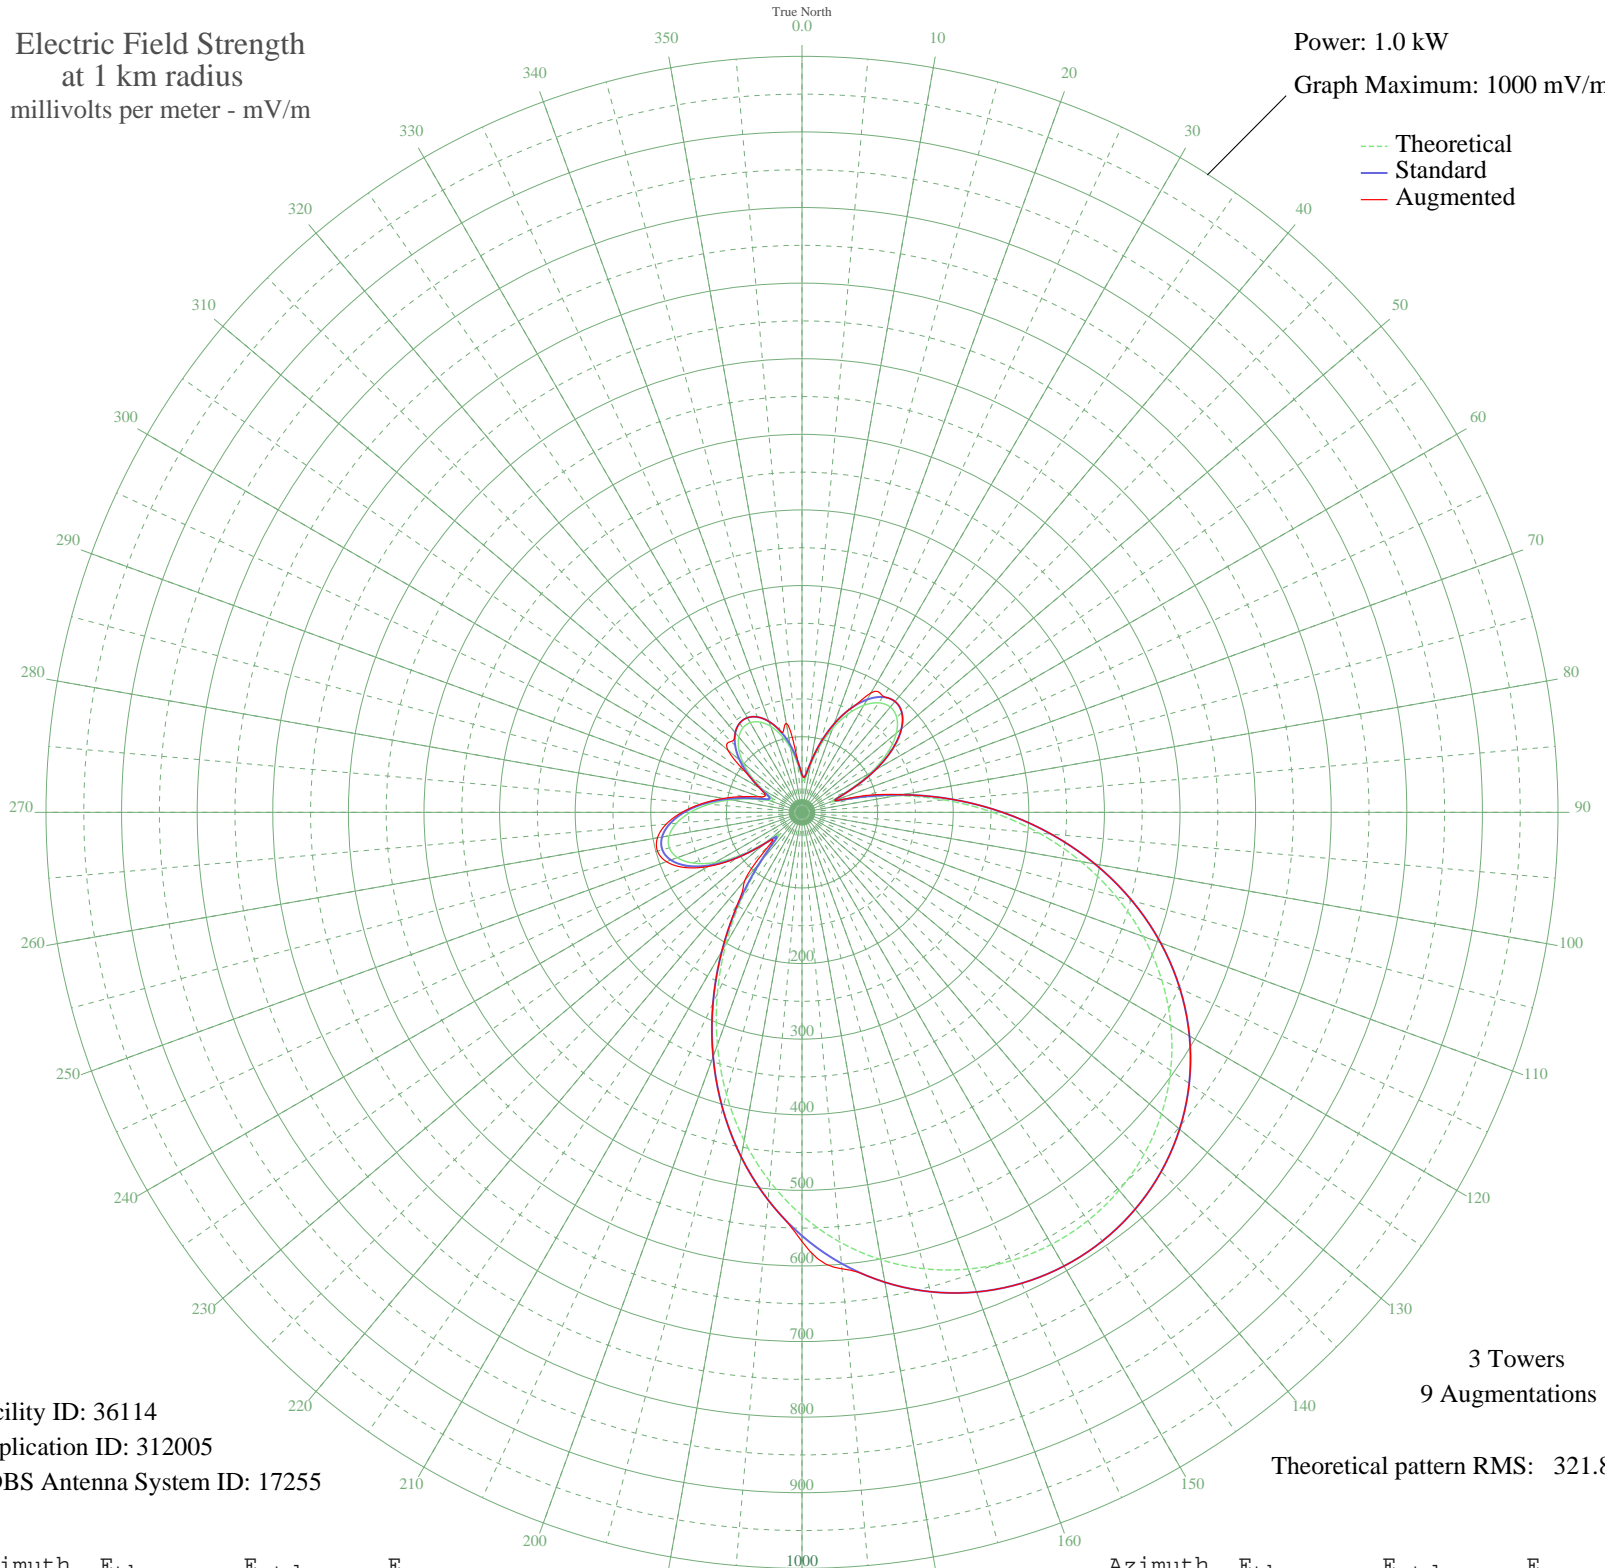 True North
0.0
Electric Field Strength
at 1 km radius
millivolts per meter - mV/m
Power: 1.0 kW
Graph Maximum: 1000 mV/m
Theoretical
Standard
Augmented
10
20
30
40
50
60
70
80
90
100
110
120
130
140
150
160
200
210
220
230
240
250
260
270
280
290
300
310
320
330
340
350
200
300
400
500
600
700
800
900
1000
3 Towers
9 Augmentations
Theoretical pattern RMS: 321.8
cility ID: 36114
plication ID: 312005
DBS Antenna System ID: 17255
imuth E E E
Azimuth E E E